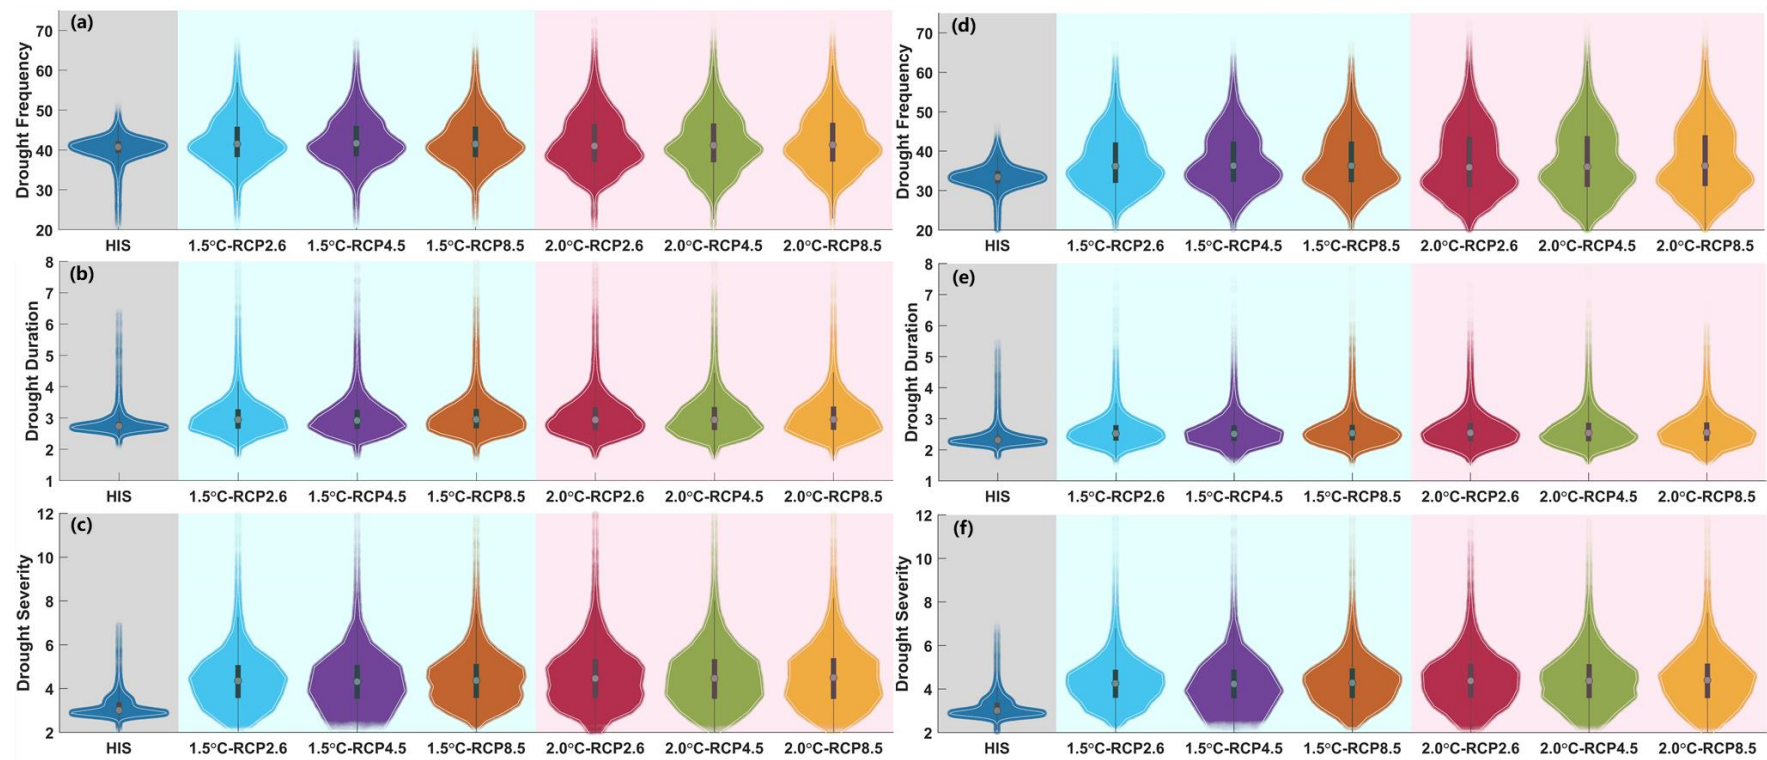 (a)
Drought Frequency
70
60
50
40
30
20
HIS 1.5°C-RCP2.6 1.5°C-RCP4.5 1.5°C-RCP8.5 2.0°C-RCP2.6 2.0°C-RCP4.5 2.0°C-RCP8.5
(d)
Drought Frequency
70
60
50
40
30
20
HIS 1.5°C-RCP2.6 1.5°C-RCP4.5 1.5°C-RCP8.5 2.0°C-RCP2.6 2.0°C-RCP4.5 2.0°C-RCP8.5
(b)
Drought Duration
8
7
6
5
4
3
2
1
HIS 1.5°C-RCP2.6 1.5°C-RCP4.5 1.5°C-RCP8.5 2.0°C-RCP2.6 2.0°C-RCP4.5 2.0°C-RCP8.5
(e)
Drought Duration
8
7
6
5
4
3
2
1
HIS 1.5°C-RCP2.6 1.5°C-RCP4.5 1.5°C-RCP8.5 2.0°C-RCP2.6 2.0°C-RCP4.5 2.0°C-RCP8.5
(c)
Drought Severity
12
10
8
6
4
2
HIS 1.5°C-RCP2.6 1.5°C-RCP4.5 1.5°C-RCP8.5 2.0°C-RCP2.6 2.0°C-RCP4.5 2.0°C-RCP8.5
(f)
Drought Severity
12
10
8
6
4
2
HIS 1.5°C-RCP2.6 1.5°C-RCP4.5 1.5°C-RCP8.5 2.0°C-RCP2.6 2.0°C-RCP4.5 2.0°C-RCP8.5